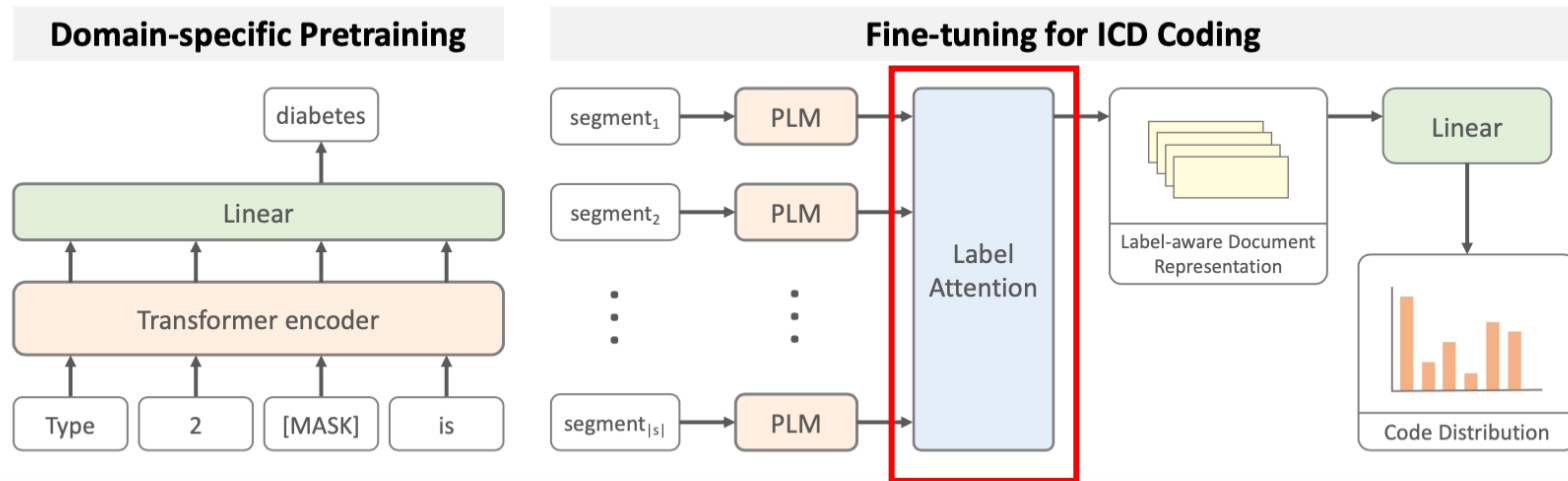 Domain-specific Pretraining
diabetes
Linear
Transformer encoder
Type
2
[MASK]
is
Fine-tuning for ICD Coding
segment₁
PLM
segment₂
PLM
segment|s|
PLM
Label
Attention
Label-aware Document
Representation
Linear
Code Distribution